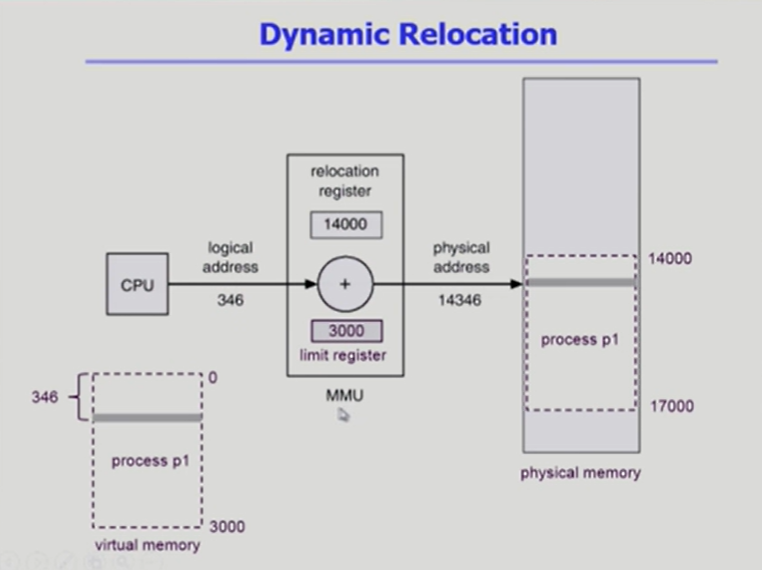 Dynamic Relocation
relocation
register
14000
logical
address
physical
address
14000
CPU
+
346
14346
3000
limit register
process p1
346
0
MMU
17000
process p1
physical memory
3000
virtual memory